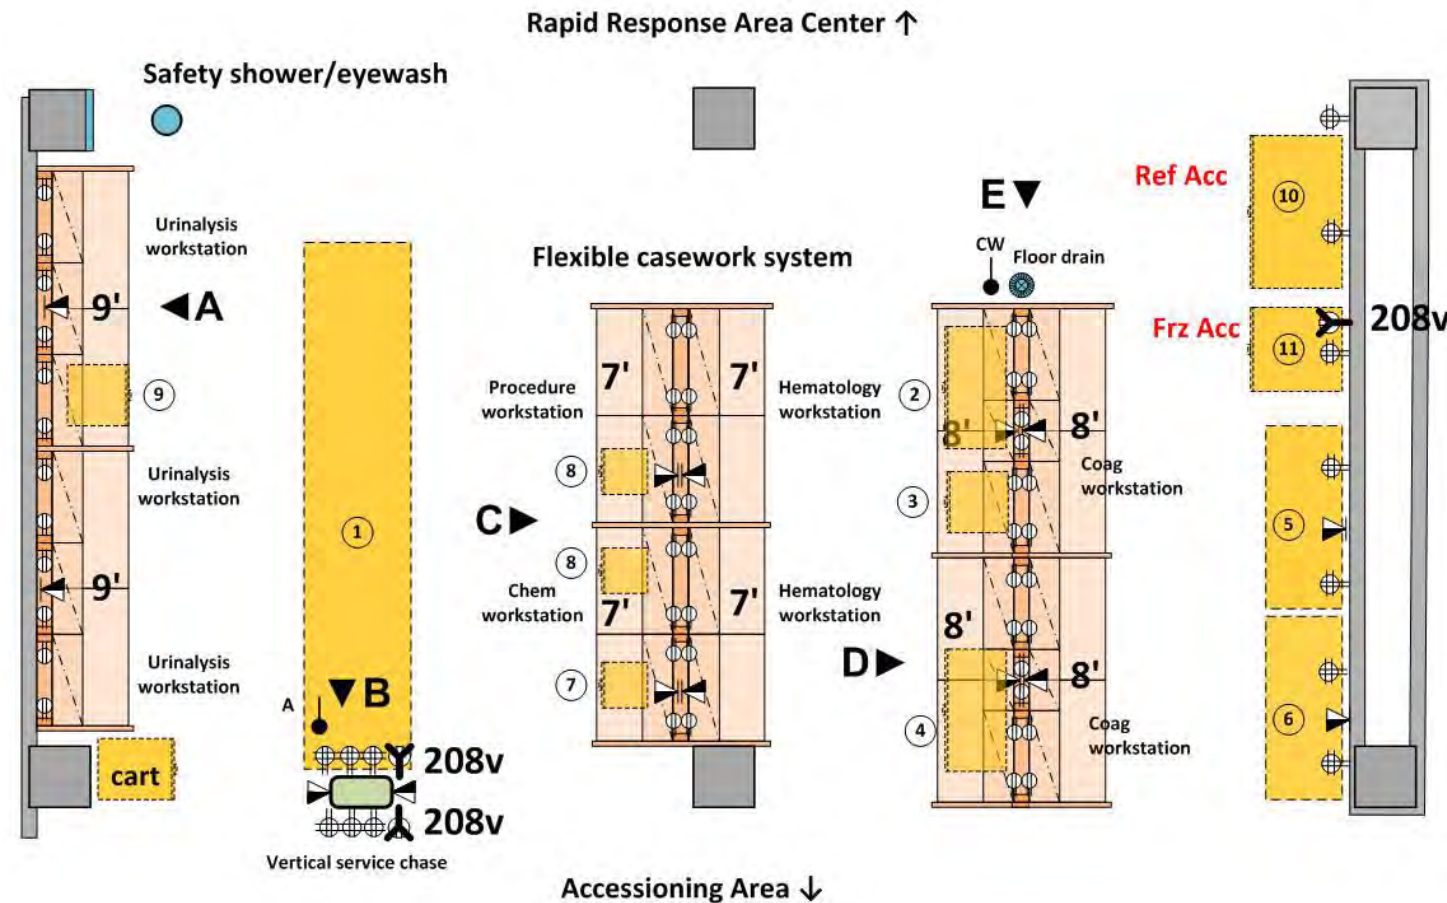 Rapid Response Area Center ↑
Safety shower/eyewash
Urinalysis
workstation
9'
A
9
Urinalysis
workstation
9'
Urinalysis
workstation
cart
1
A
B
208v
208v
Vertical service chase
Flexible casework system
Procedure
workstation
7'
7'
Hematology
workstation
8
C
8
Chem
workstation
7'
7'
Hematology
workstation
7
E
CW
Floor drain
2
8'
8'
Coag
workstation
3
8'
D
8'
4
Coag
workstation
Ref Acc
10
Frz Acc
11
208v
5
6
Accessioning Area ↓